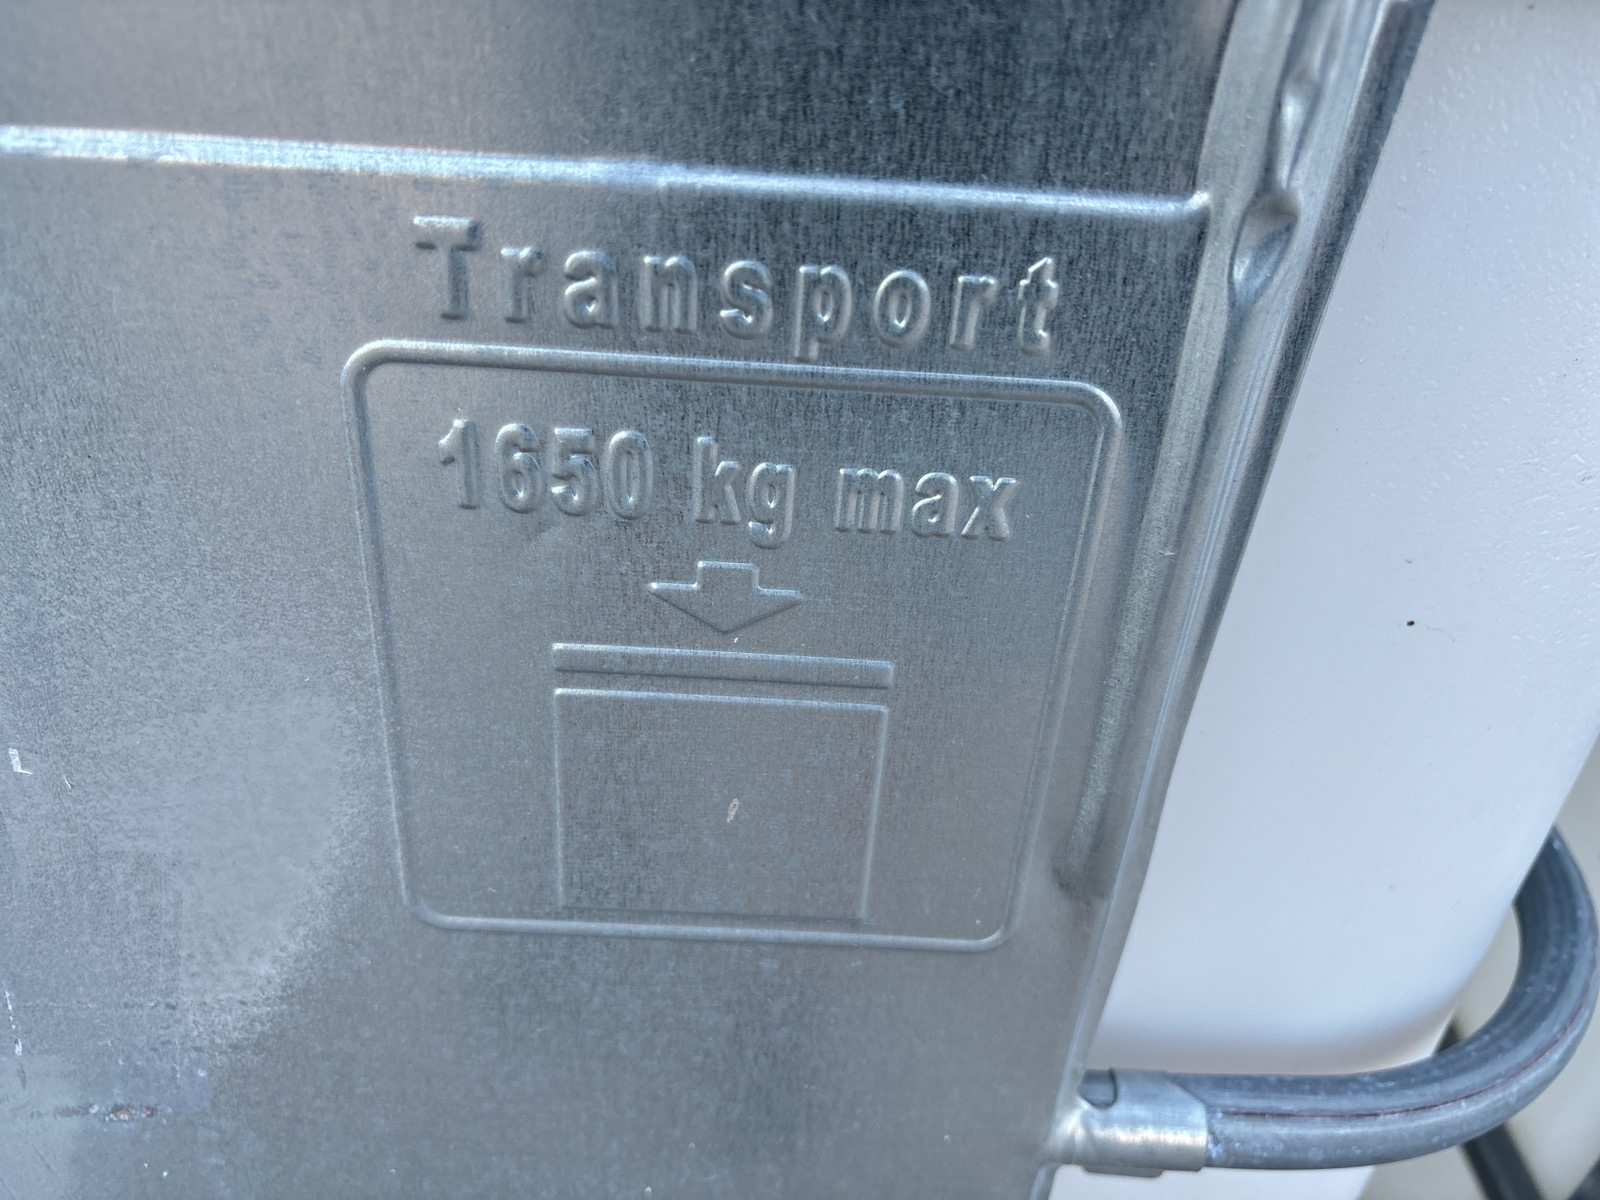 Transport
1650 kg max